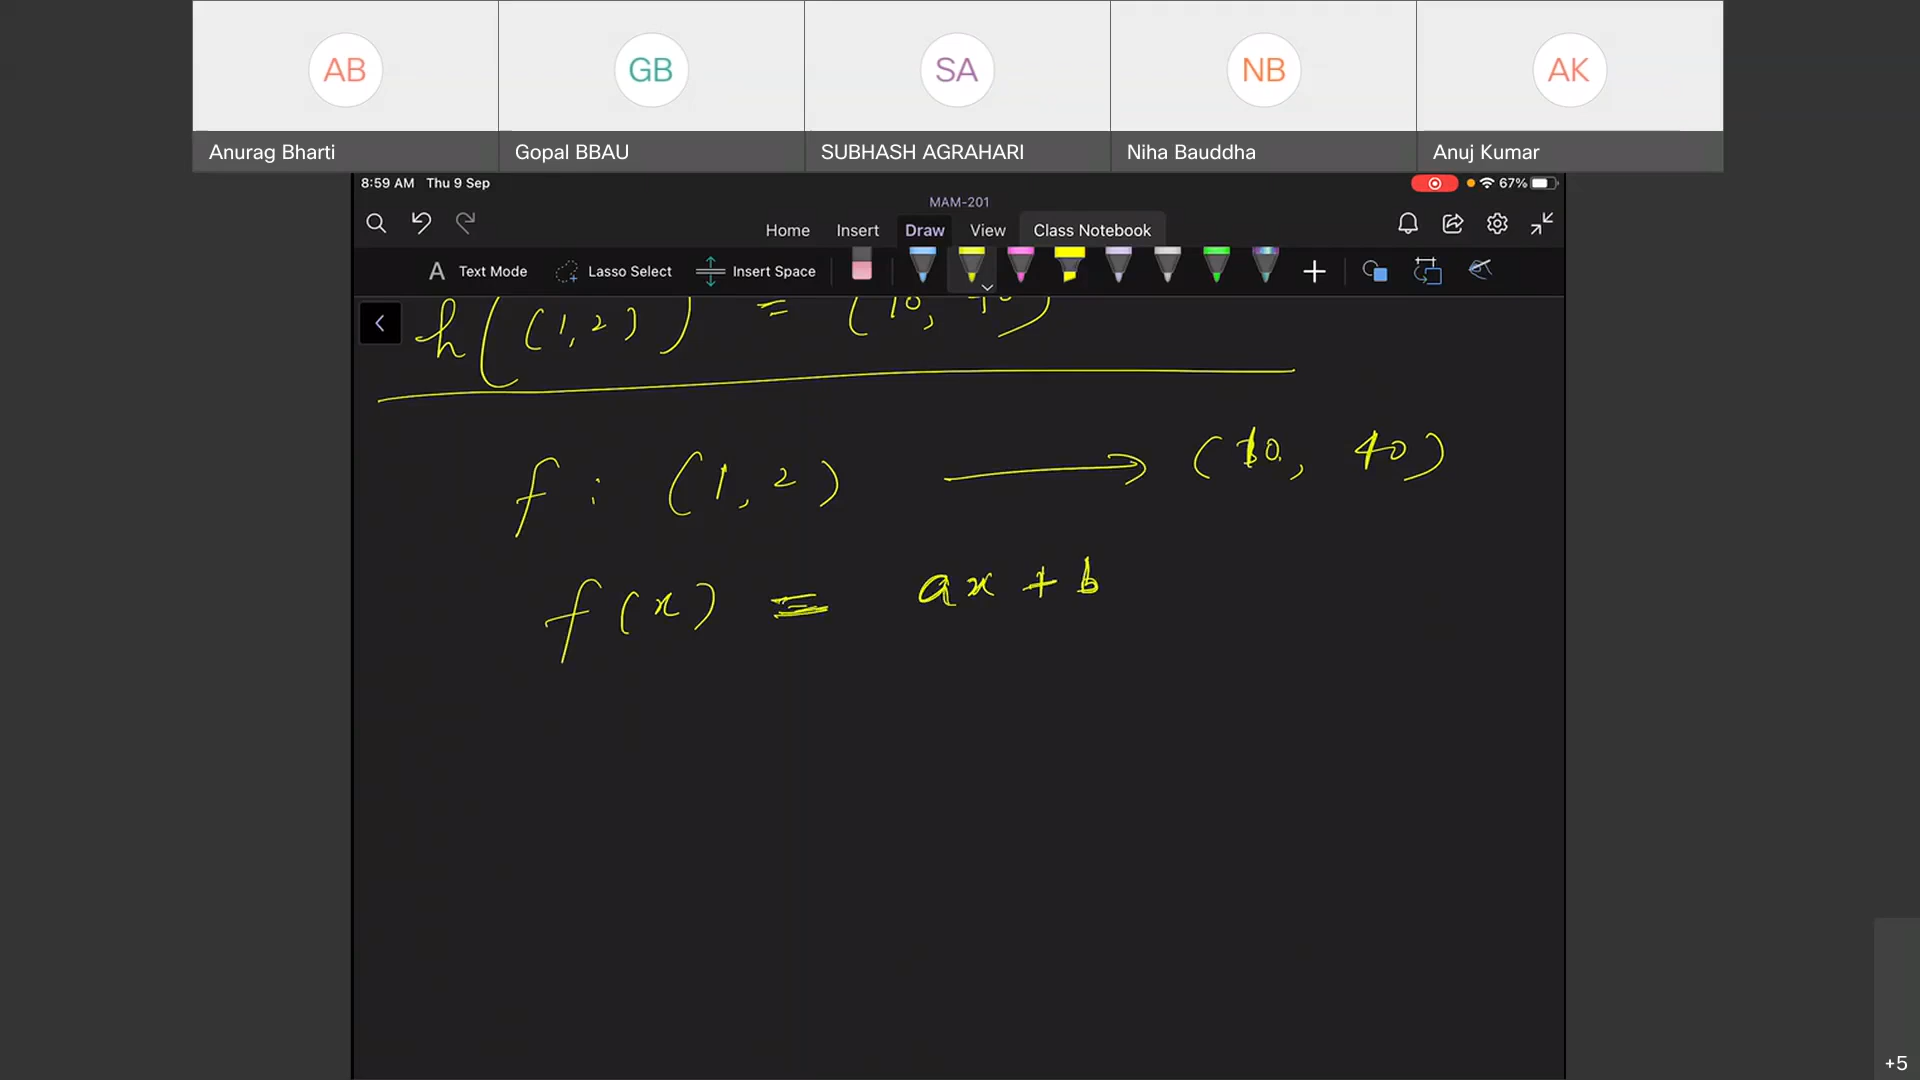 AB GB SA NB AK
Anurag Bharti Gopal BBAU SUBHASH AGRAHARI Niha Bauddha Anuj Kumar
8:59 AM Thu 9 Sep 67%
MAM-201
Home Insert Draw View Class Notebook
A Text Mode Lasso Select Insert Space
h((1,2)) = (10, 40)
f : (1, 2) → (10, 40)
f(x) = ax + b
+5